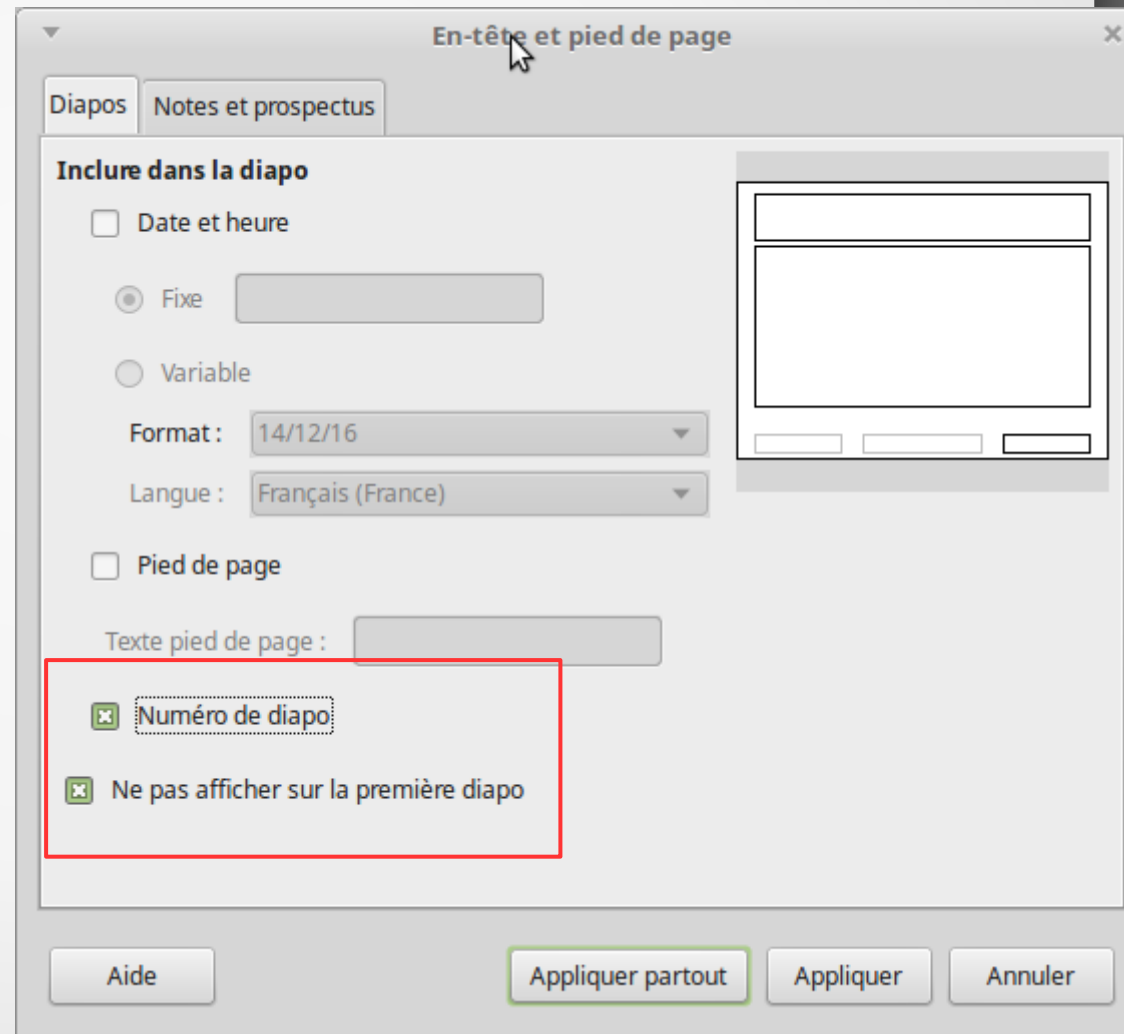 En-tête et pied de page
Diapos Notes et prospectus
Inclure dans la diapo
Date et heure
Fixe
Variable
Format : 14/12/16
Langue : Français (France)
Pied de page
Texte pied de page :
Numéro de diapo
Ne pas afficher sur la première diapo
Aide Appliquer partout Appliquer Annuler